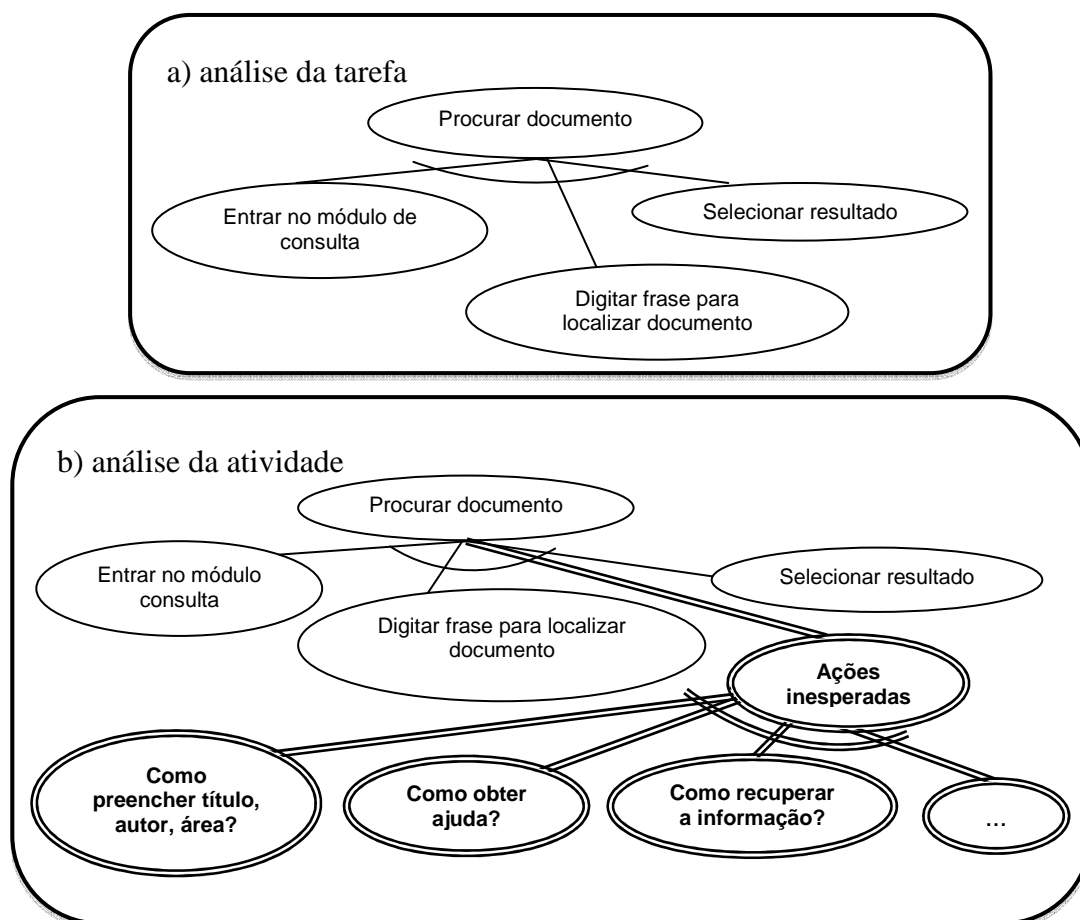 a) análise da tarefa
Procurar documento
Entrar no módulo de
consulta
Selecionar resultado
Digitar frase para
localizar documento
b) análise da atividade
Procurar documento
Entrar no módulo
consulta
Selecionar resultado
Digitar frase para localizar
documento
Ações
inesperadas
Como
preencher título,
autor, área?
Como obter
ajuda?
Como recuperar
a informação?
...